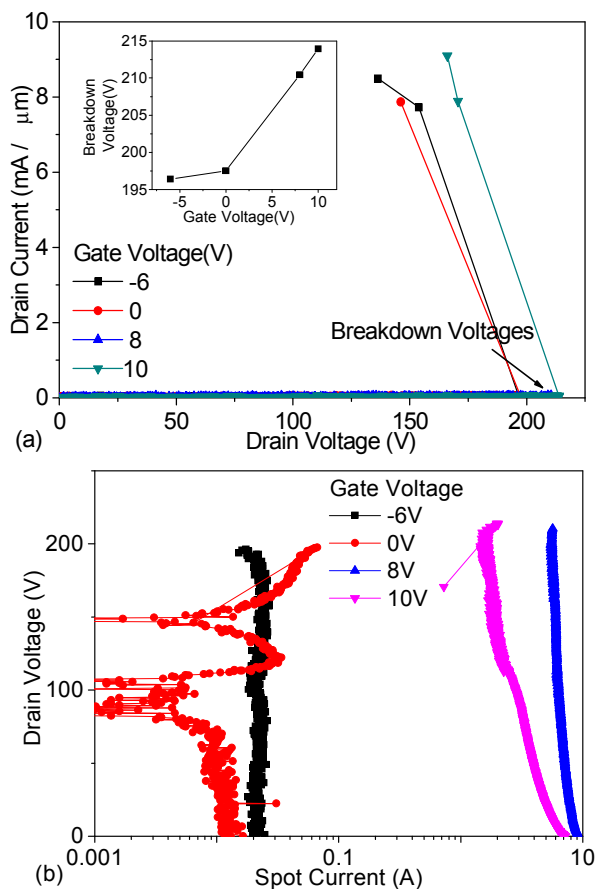 10
8
6
4
2
0
Drain Current (mA / μm)
215
210
205
200
195
Breakdown
Voltage(V)
-5 0 5 10
Gate Voltage(V)
Gate Voltage(V)
-6
0
8
10
Breakdown Voltages
0 50 100 150 200
(a) Drain Voltage (V)
Gate Voltage
-6V
0V
8V
10V
200
100
0
Drain Voltage (V)
0.001 0.1 10
(b) Spot Current (A)